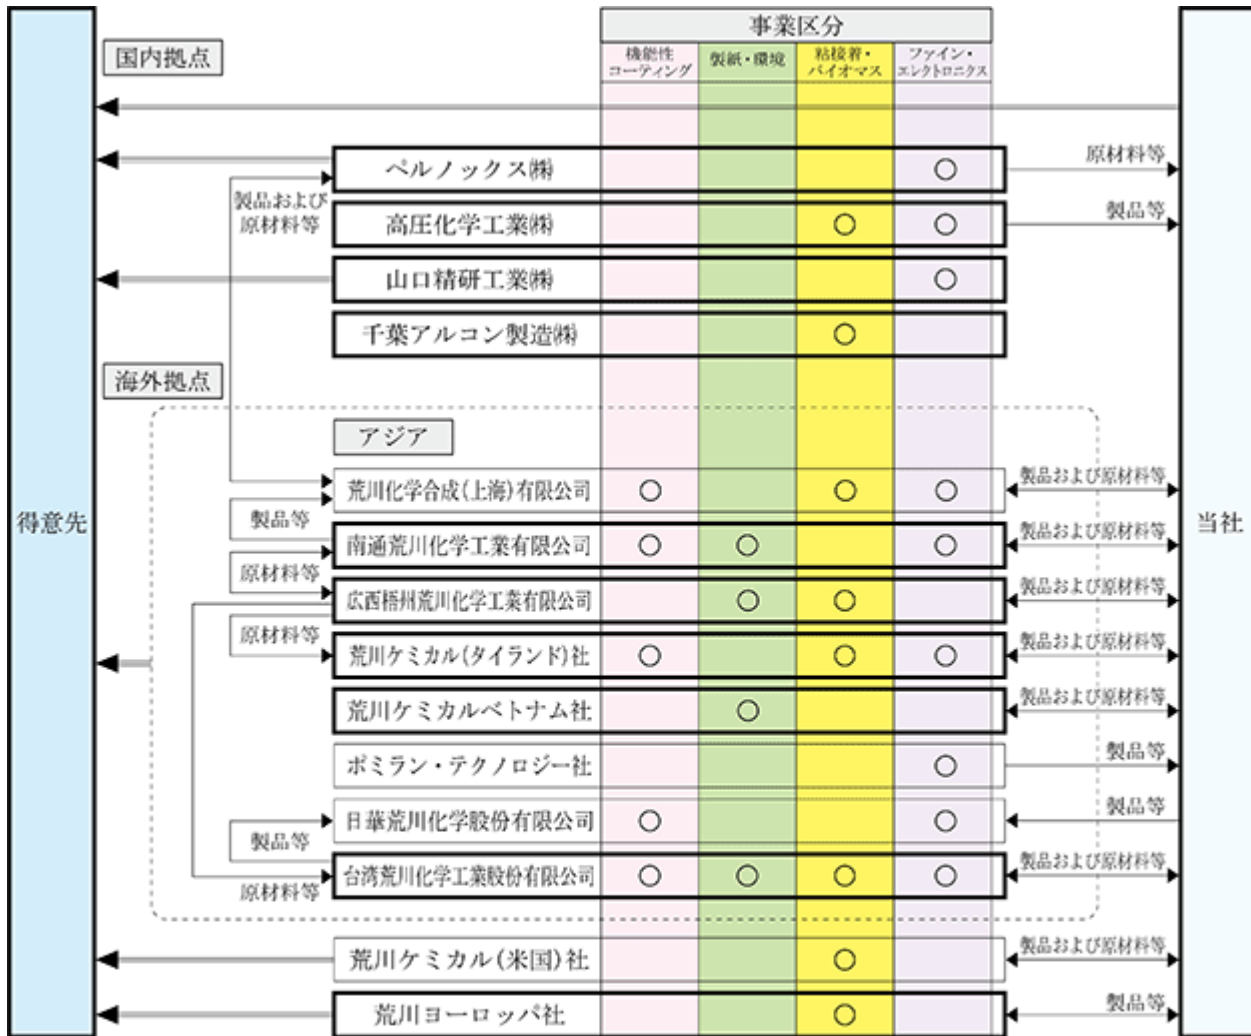 事業区分
機能性
コーティング
製紙・環境
粘接着・
バイオマス
ファイン・
エレクトロニクス
国内拠点
ペルノックス㈱
○
原材料等
製品および
原材料等
高圧化学工業㈱
○
○
製品等
山口精研工業㈱
○
千葉アルコン製造㈱
○
海外拠点
アジア
荒川化学合成(上海)有限公司
○
○
○
製品および原材料等
製品等
得意先
当社
南通荒川化学工業有限公司
○
○
○
製品および原材料等
原材料等
広西梧州荒川化学工業有限公司
○
○
製品および原材料等
原材料等
荒川ケミカル(タイランド)社
○
○
○
製品および原材料等
荒川ケミカルベトナム社
○
製品および原材料等
ポミラン・テクノロジー社
○
製品等
日華荒川化学股份有限公司
○
○
製品等
製品等
台湾荒川化学工業股份有限公司
○
○
○
○
製品および原材料等
原材料等
荒川ケミカル(米国)社
○
製品および原材料等
荒川ヨーロッパ社
○
製品等